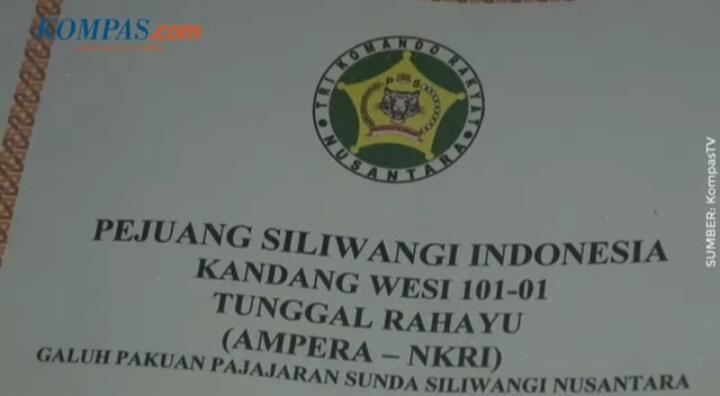 KOMPAS.com
TRI KOMANDO RAKYAT
NUSANTARA
PEJUANG SILIWANGI INDONESIA
KANDANG WESI 101-01
TUNGGAL RAHAYU
(AMPERA – NKRI)
GALUH PAKUAN PAJAJARAN SUNDA SILIWANGI NUSANTARA
SUMBER: KompasTV